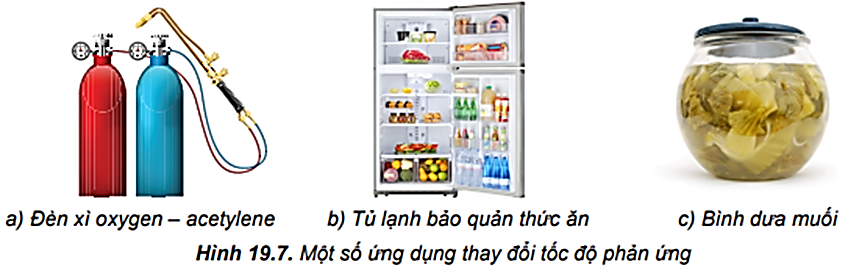 a) Đèn xì oxygen – acetylene b) Tủ lạnh bảo quản thức ăn c) Bình dưa muối
Hình 19.7. Một số ứng dụng thay đổi tốc độ phản ứng